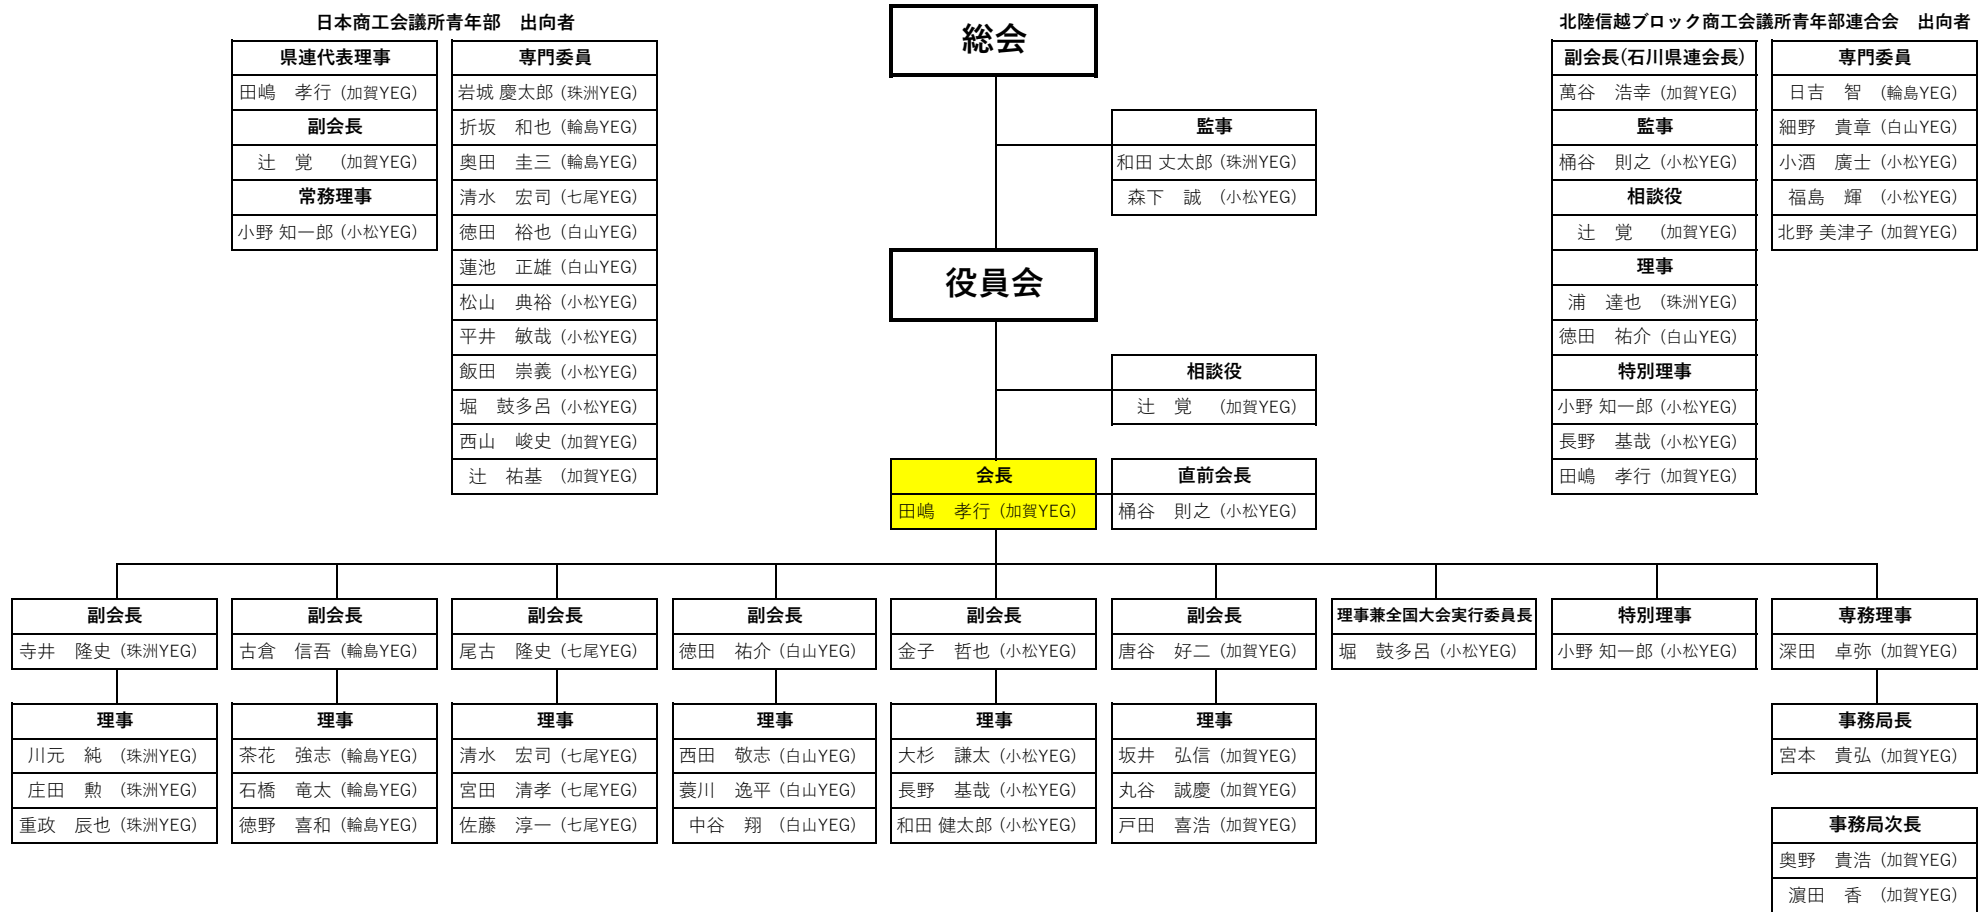 日本商工会議所青年部　出向者
県連代表理事
田嶋　孝行 (加賀YEG)
副会長
辻　覚　(加賀YEG)
常務理事
小野 知一郎 (小松YEG)
専門委員
岩城 慶太郎 (珠洲YEG)
折坂　和也 (輪島YEG)
奥田　圭三 (輪島YEG)
清水　宏司 (七尾YEG)
徳田　裕也 (白山YEG)
蓮池　正雄 (白山YEG)
松山　典裕 (小松YEG)
平井　敏哉 (小松YEG)
飯田　崇義 (小松YEG)
堀　鼓多呂 (小松YEG)
西山　峻史 (加賀YEG)
辻　祐基　(加賀YEG)
総会
監事
和田 丈太郎 (珠洲YEG)
森下　誠　(小松YEG)
役員会
相談役
辻　覚　(加賀YEG)
会長
田嶋　孝行 (加賀YEG)
直前会長
桶谷　則之 (小松YEG)
北陸信越ブロック商工会議所青年部連合会　出向者
副会長(石川県連会長)
萬谷　浩幸 (加賀YEG)
監事
桶谷　則之 (小松YEG)
相談役
辻　覚　(加賀YEG)
理事
浦　達也　(珠洲YEG)
徳田　祐介 (白山YEG)
特別理事
小野 知一郎 (小松YEG)
長野　基哉 (小松YEG)
田嶋　孝行 (加賀YEG)
専門委員
日吉　智　(輪島YEG)
細野　貴章 (白山YEG)
小酒　廣士 (小松YEG)
福島　輝　(小松YEG)
北野 美津子 (加賀YEG)
副会長
寺井　隆史 (珠洲YEG)
理事
川元　純　(珠洲YEG)
庄田　勲　(珠洲YEG)
重政　辰也 (珠洲YEG)
副会長
古倉　信吾 (輪島YEG)
理事
茶花　強志 (輪島YEG)
石橋　竜太 (輪島YEG)
徳野　喜和 (輪島YEG)
副会長
尾古　隆史 (七尾YEG)
理事
清水　宏司 (七尾YEG)
宮田　清孝 (七尾YEG)
佐藤　淳一 (七尾YEG)
副会長
徳田　祐介 (白山YEG)
理事
西田　敬志 (白山YEG)
蓑川　逸平 (白山YEG)
中谷　翔　(白山YEG)
副会長
金子　哲也 (小松YEG)
理事
大杉　謙太 (小松YEG)
長野　基哉 (小松YEG)
和田 健太郎 (小松YEG)
副会長
唐谷　好二 (加賀YEG)
理事
坂井　弘信 (加賀YEG)
丸谷　誠慶 (加賀YEG)
戸田　喜浩 (加賀YEG)
理事兼全国大会実行委員長
堀　鼓多呂 (小松YEG)
特別理事
小野 知一郎 (小松YEG)
専務理事
深田　卓弥 (加賀YEG)
事務局長
宮本　貴弘 (加賀YEG)
事務局次長
奥野　貴浩 (加賀YEG)
濵田　香　(加賀YEG)